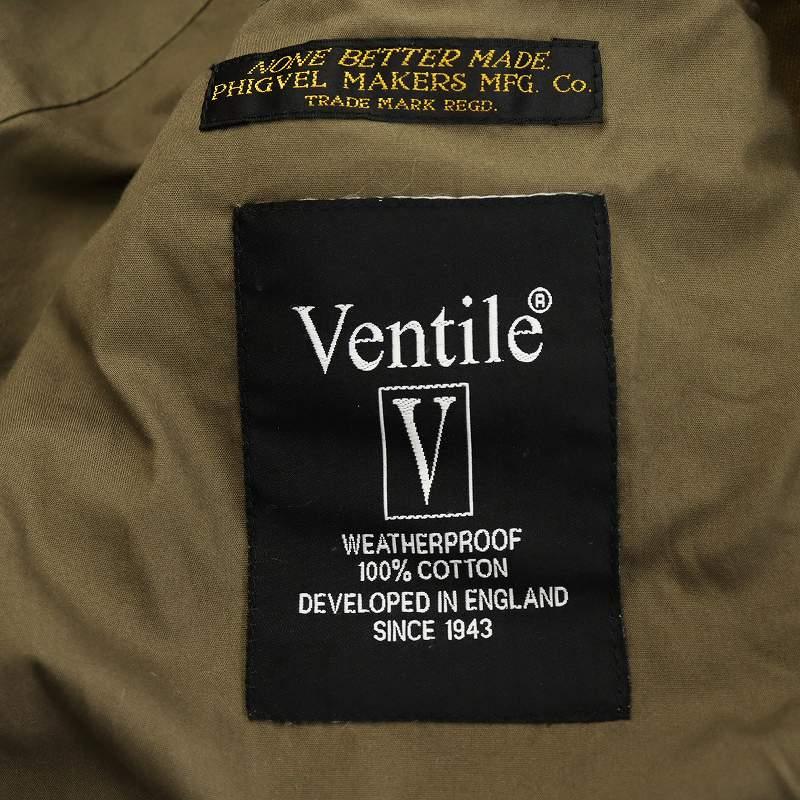 NONE BETTER MADE.
PHIGVEL MAKERS MFG. Co.
TRADE MARK REGD.
Ventile®
V
WEATHERPROOF
100% COTTON
DEVELOPED IN ENGLAND
SINCE 1943